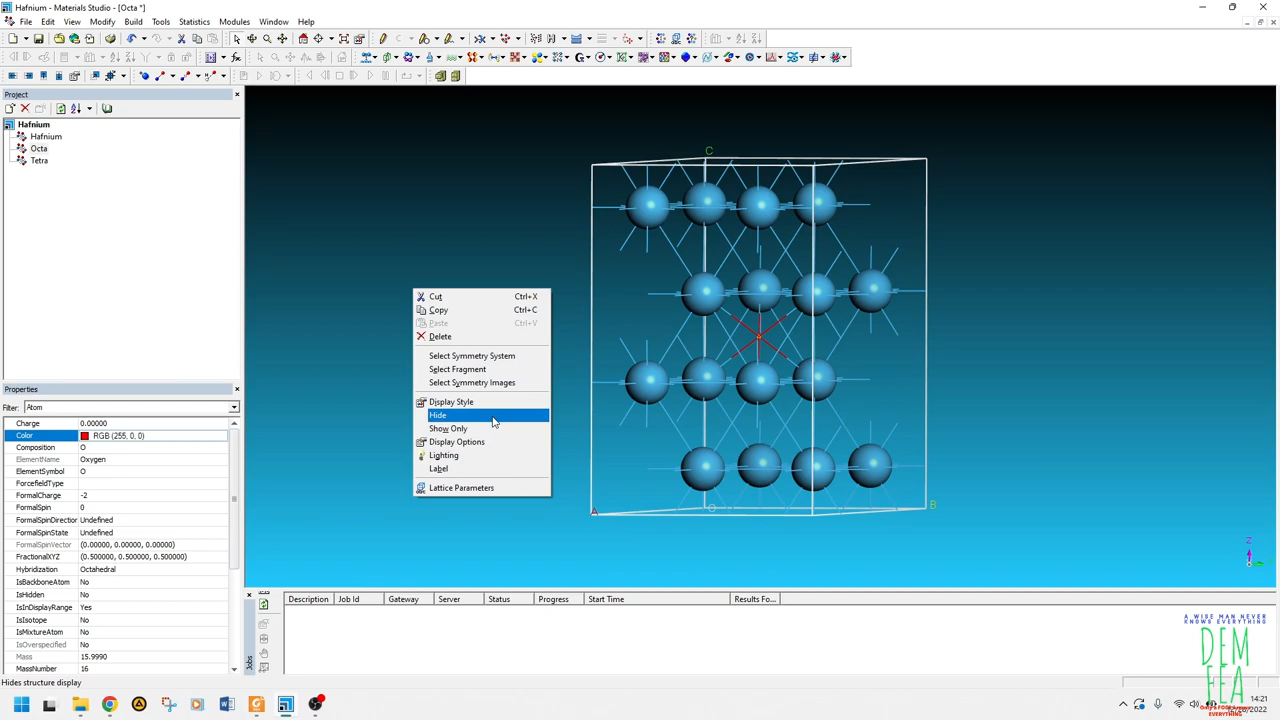 Hafnium - Materials Studio - [Octa *]
File Edit View Modify Build Tools Statistics Modules Window Help
Project
Hafnium
Hafnium
Octa
Tetra
C
A
O
B
Z
Cut Ctrl+X
Copy Ctrl+C
Paste Ctrl+V
Delete
Select Symmetry System
Select Fragment
Select Symmetry Images
Display Style
Hide
Show Only
Display Options
Lighting
Label
Lattice Parameters
Properties
Filter: Atom
Charge 0.00000
Color RGB (255, 0, 0)
Composition O
ElementName Oxygen
ElementSymbol O
ForcefieldType
FormalCharge -2
FormalSpin 0
FormalSpinDirection Undefined
FormalSpinState Undefined
FormalSpinVector (0.00000, 0.00000, 0.00000)
FractionalXYZ (0.500000, 0.500000, 0.500000)
Hybridization Octahedral
IsBackboneAtom No
IsHidden No
IsInDisplayRange Yes
IsIsotope No
IsMixtureAtom No
IsOverspecified No
Mass 15.9990
MassNumber 16
Jobs
Description Job Id Gateway Server Status Progress Start Time Results Fo...
Hides structure display
A WISE MAN NEVER
KNOWS EVERYTHING
DEM
FEA
EVERYTHING
14:21